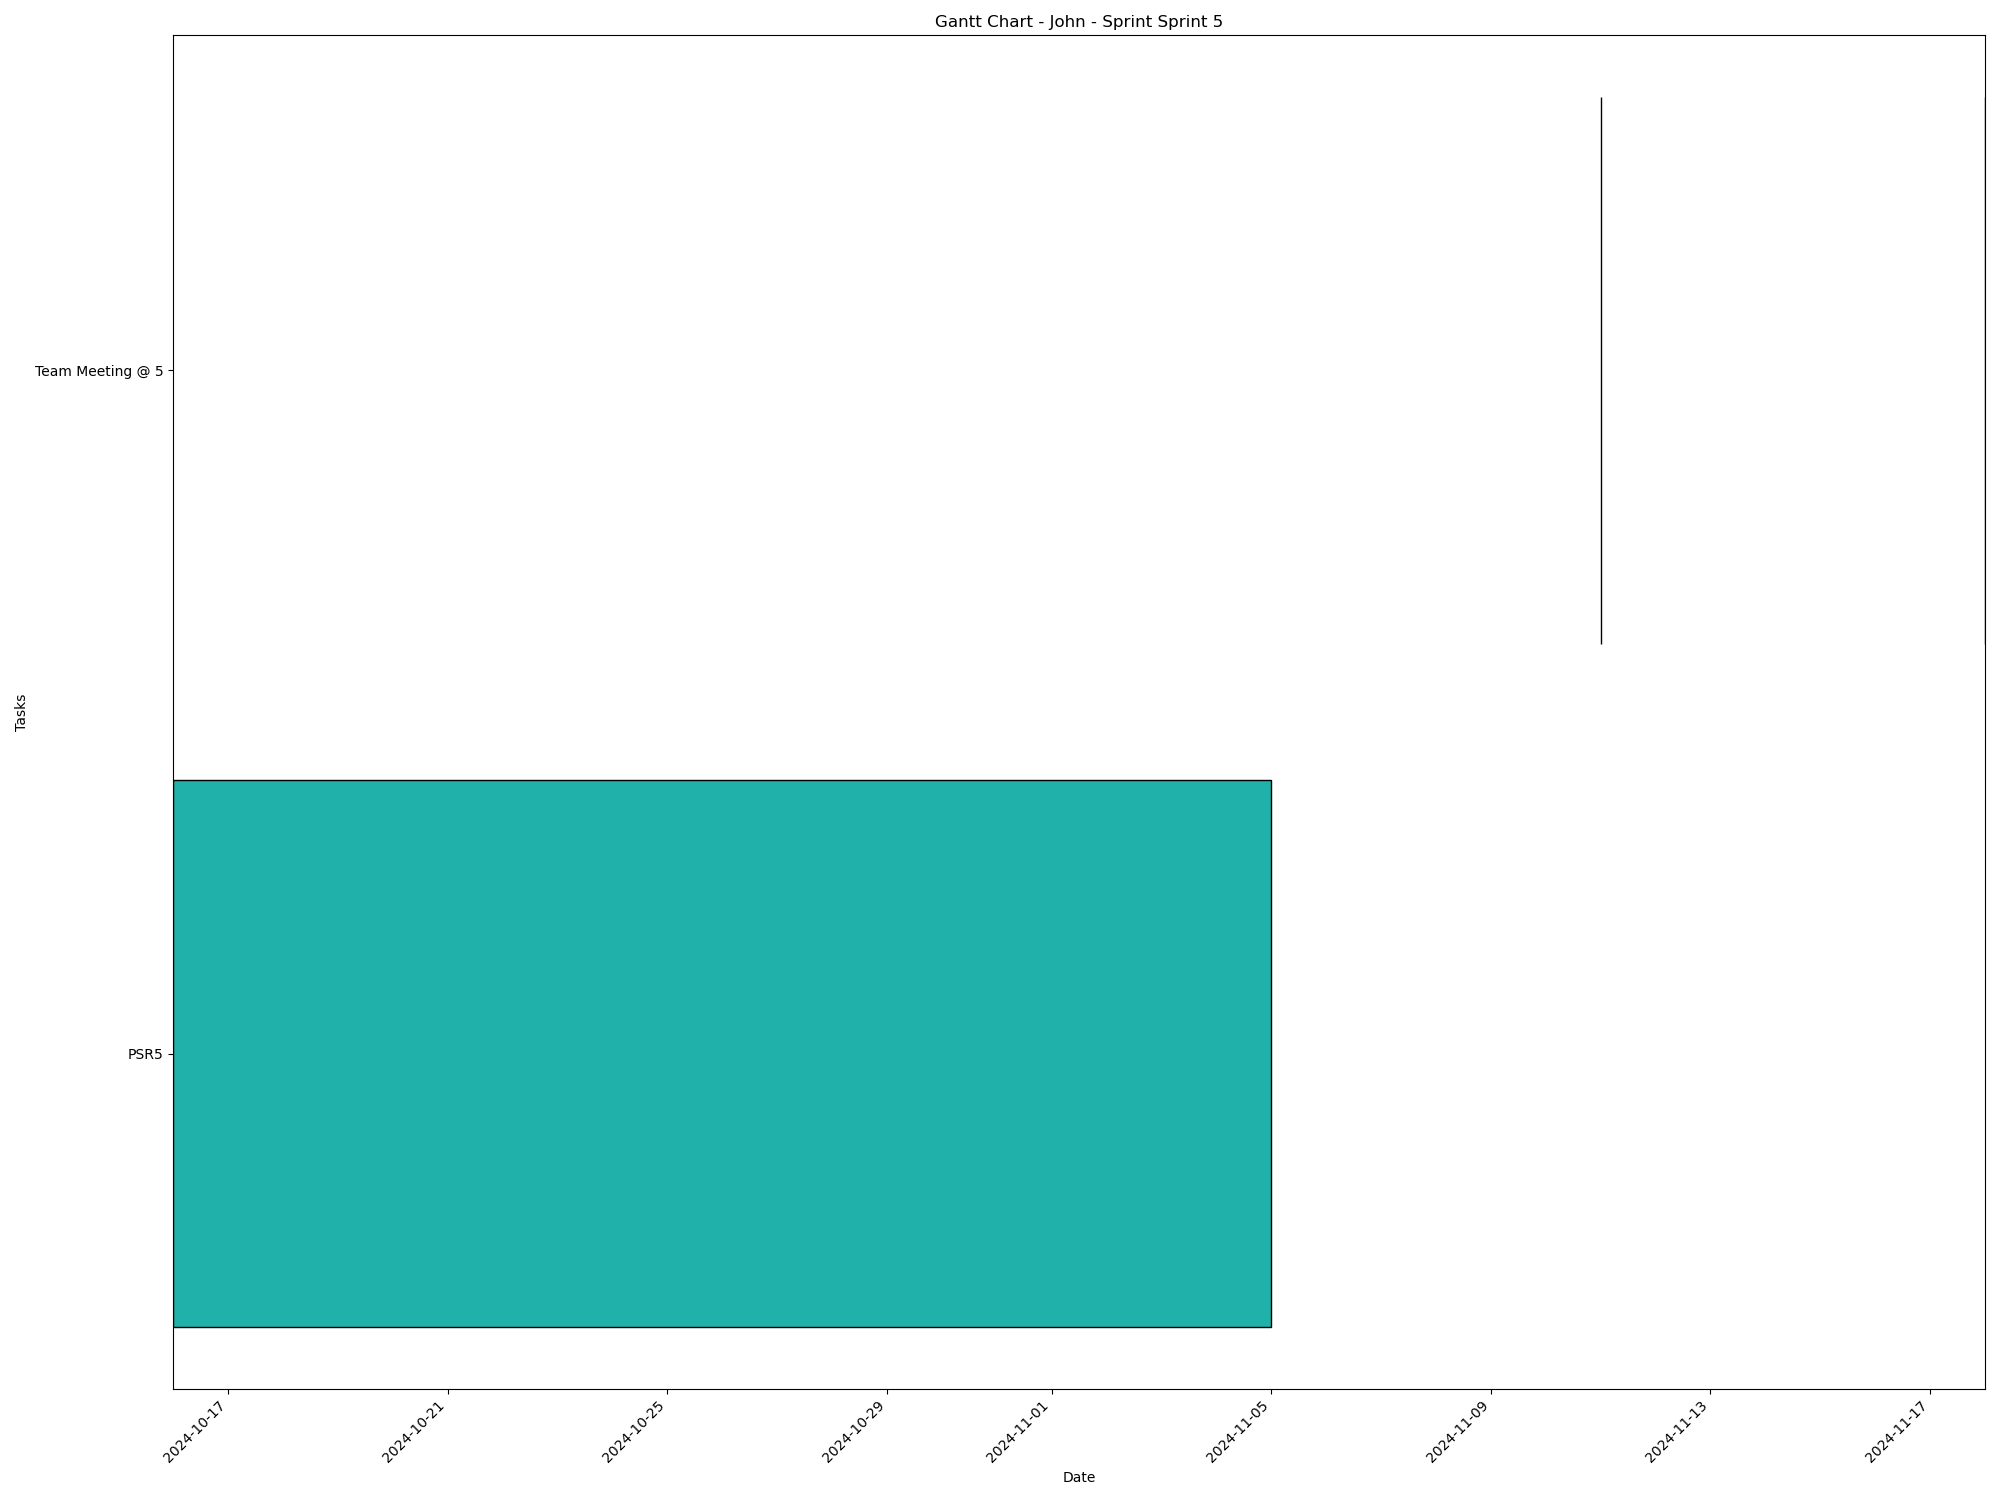 Gantt Chart - John - Sprint Sprint 5
Team Meeting @ 5
Tasks
PSR5
2024-10-17
2024-10-21
2024-10-25
2024-10-29
2024-11-01
2024-11-05
2024-11-09
2024-11-13
2024-11-17
Date